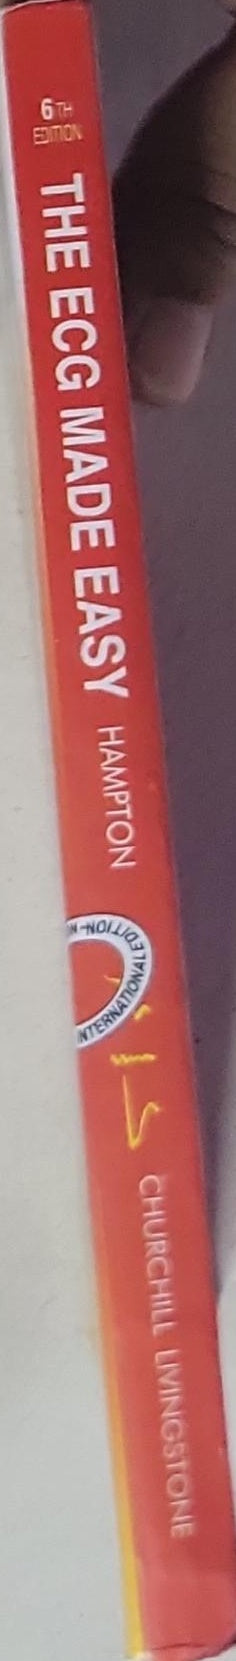 6TH
EDITION
THE ECG MADE EASY
HAMPTON
INTERNATIONAL EDITION
CHURCHILL LIVINGSTONE